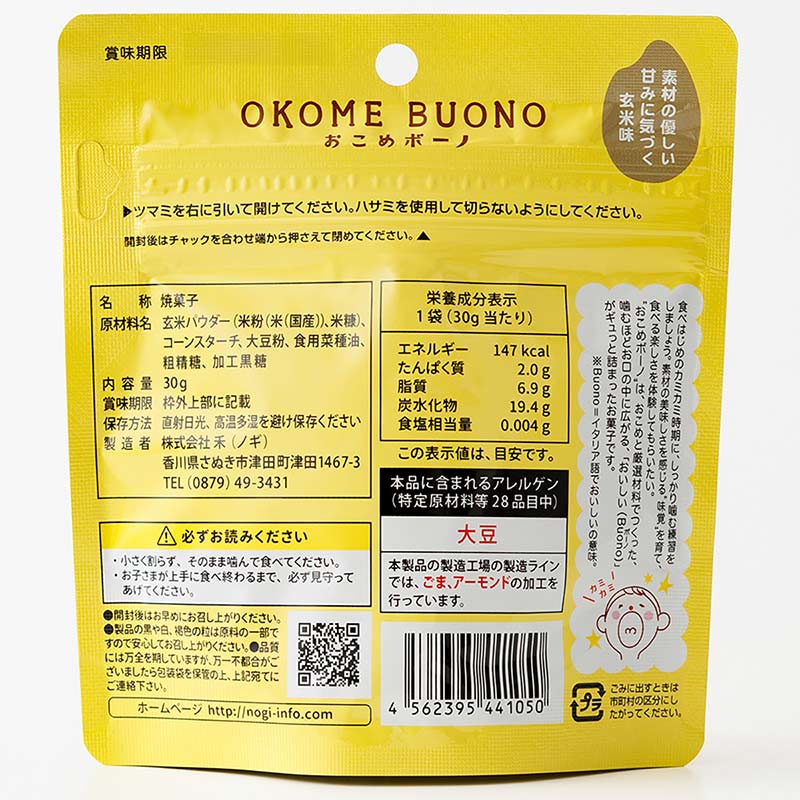 賞味期限
OKOME BUONO
おこめボーノ
素材の優しい
甘みに気づく
玄米味
▶ツマミを右に引いて開けてください。ハサミを使用して切らないようにしてください。
開封後はチャックを合わせ端から押さえて閉めてください。▲
名 称 焼菓子
原材料名 玄米パウダー(米粉(米(国産))、米糠)、
コーンスターチ、大豆粉、食用菜種油、
粗精糖、加工黒糖
内 容 量 30g
賞味期限 枠外上部に記載
保存方法 直射日光、高温多湿を避け保存ください
製 造 者 株式会社 禾(ノギ)
香川県さぬき市津田町津田1467-3
TEL (0879) 49-3431
栄養成分表示
1袋(30g当たり)
エネルギー 147 kcal
たんぱく質 2.0 g
脂質 6.9 g
炭水化物 19.4 g
食塩相当量 0.004 g
この表示値は、目安です。
本品に含まれるアレルゲン
(特定原材料等28品目中)
大豆
本製品の製造工場の製造ライン
では、ごま、アーモンドの加工を
行っています。
食べはじめのカミカミ時期に、しっかり噛む練習を
しましょう。素材の美味しさを感じる“味覚”を育て、
食べる楽しさを体験してもらいたい。
“おこめボーノ”は、おこめと厳選材料でつくった、
噛むほどお口の中に広がる、「おいしい(Buono)」
ボーノ
がギュっと詰まったお菓子です。
※Buono=イタリア語でおいしいの意味。
カミカミ
⚠必ずお読みください
・小さく割らず、そのまま噛んで食べてください。
・お子さまが上手に食べ終わるまで、必ず見守って
あげてください。
●開封後はお早めにお召し上がりください。
●製品の黒や白、褐色の粒は原料の一部で
すので安心してお召し上がりください。●品質
には万全を期していますが、万一不都合がご
ざいましたら包装袋を保管の上、上記宛てに
ご連絡下さい。
ホームページ http://nogi-info.com
4 562395 441050
プラ
ごみに出すときは
市町村の区分にし
たがってください。